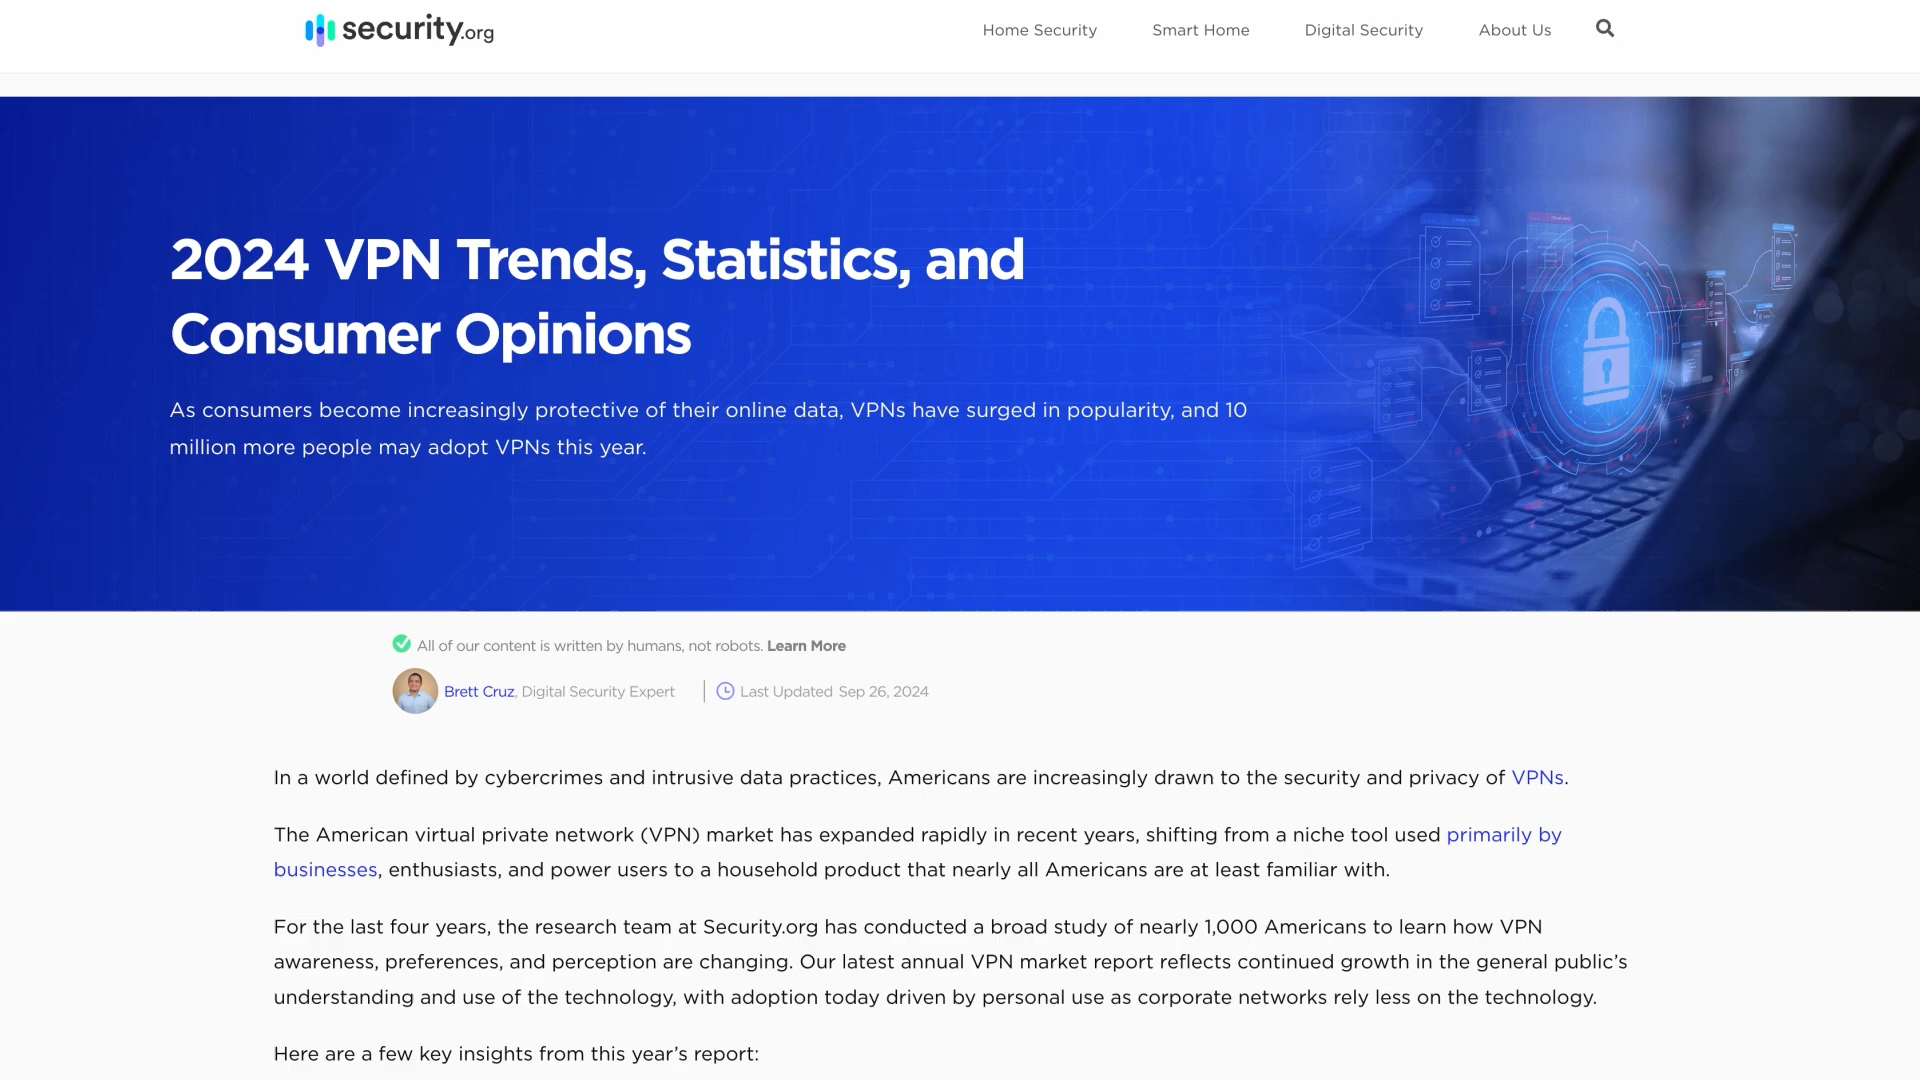 security.org
Home Security
Smart Home
Digital Security
About Us
2024 VPN Trends, Statistics, and
Consumer Opinions
As consumers become increasingly protective of their online data, VPNs have surged in popularity, and 10
million more people may adopt VPNs this year.
All of our content is written by humans, not robots. Learn More
Brett Cruz, Digital Security Expert
Last Updated Sep 26, 2024
In a world defined by cybercrimes and intrusive data practices, Americans are increasingly drawn to the security and privacy of VPNs.
The American virtual private network (VPN) market has expanded rapidly in recent years, shifting from a niche tool used primarily by
businesses, enthusiasts, and power users to a household product that nearly all Americans are at least familiar with.
For the last four years, the research team at Security.org has conducted a broad study of nearly 1,000 Americans to learn how VPN
awareness, preferences, and perception are changing. Our latest annual VPN market report reflects continued growth in the general public’s
understanding and use of the technology, with adoption today driven by personal use as corporate networks rely less on the technology.
Here are a few key insights from this year’s report: